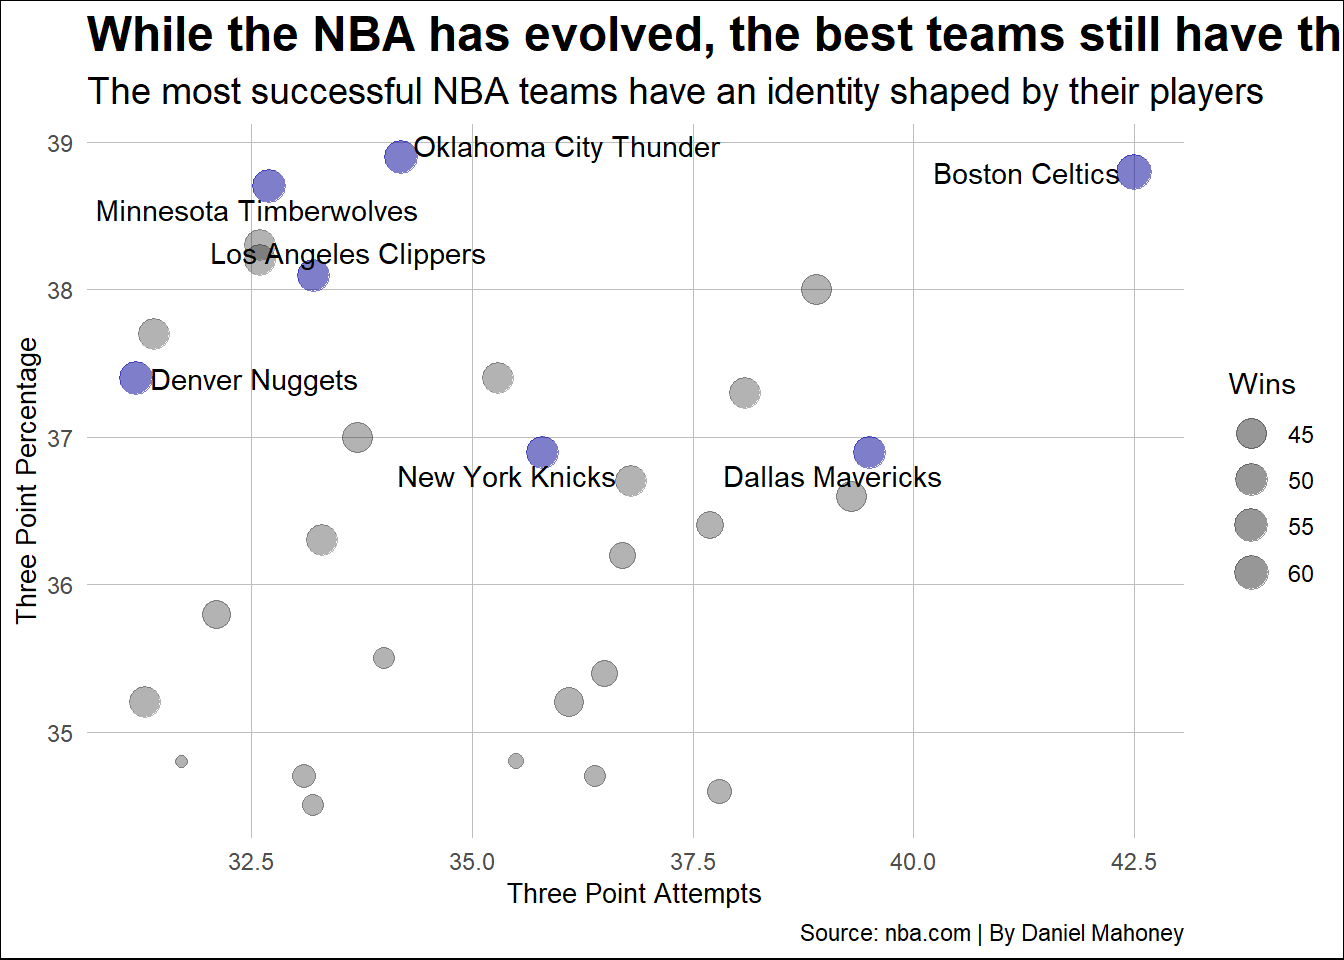 While the NBA has evolved, the best teams still have th
The most successful NBA teams have an identity shaped by their players
39
Oklahoma City Thunder
Boston Celtics
Minnesota Timberwolves
Los Angeles Clippers
38
Denver Nuggets
37
New York Knicks
Dallas Mavericks
36
35
Three Point Percentage
Wins
45
50
55
60
32.5
35.0
37.5
40.0
42.5
Three Point Attempts
Source: nba.com | By Daniel Mahoney